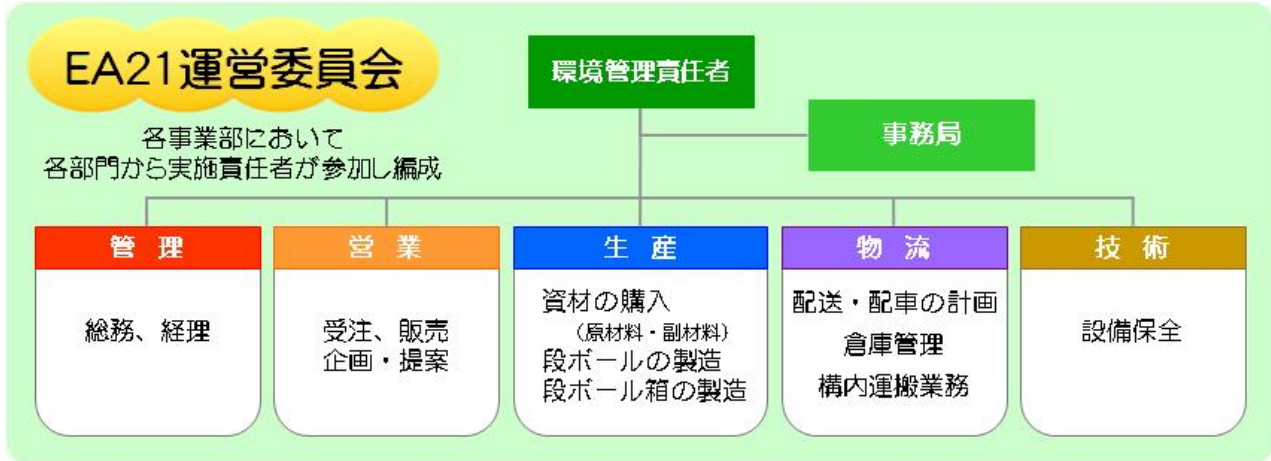 EA21運営委員会
各事業部において
各部門から実施責任者が参加し編成
環境管理責任者
事務局
管理
総務、経理
営業
受注、販売
企画・提案
生産
資材の購入
（原材料・副材料）
段ボールの製造
段ボール箱の製造
物流
配送・配車の計画
倉庫管理
構内運搬業務
技術
設備保全